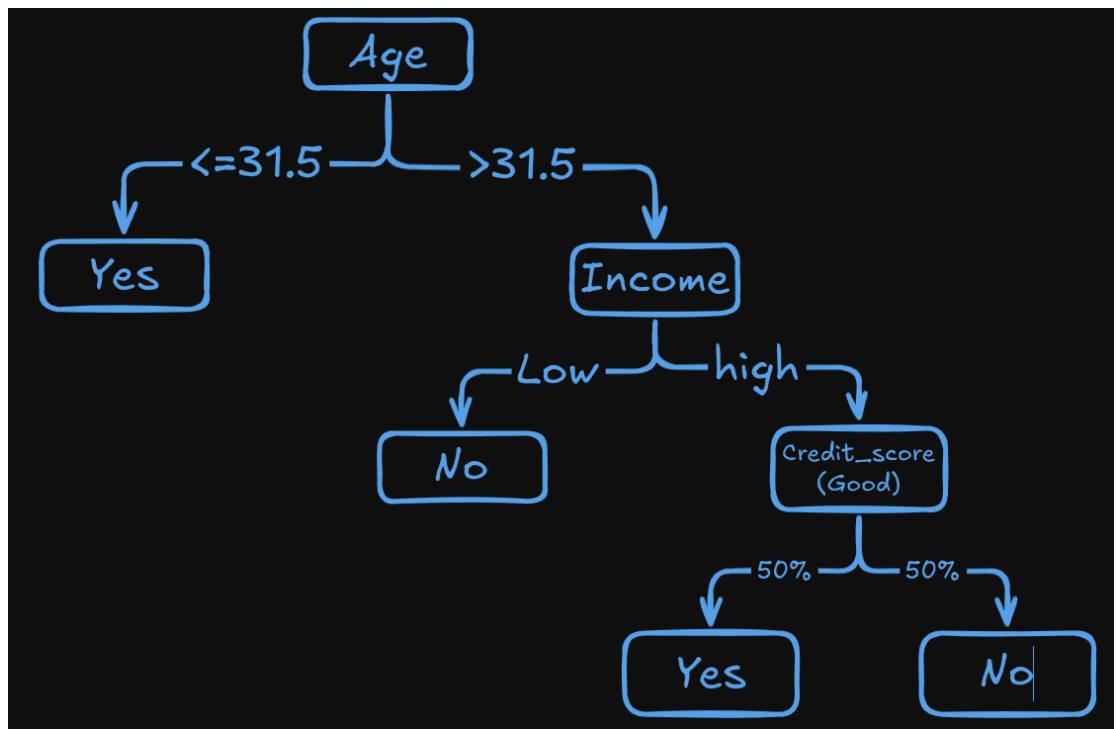 Age
<=31.5
>31.5
Yes
Income
Low
high
No
Credit_score
(Good)
50%
50%
Yes
No